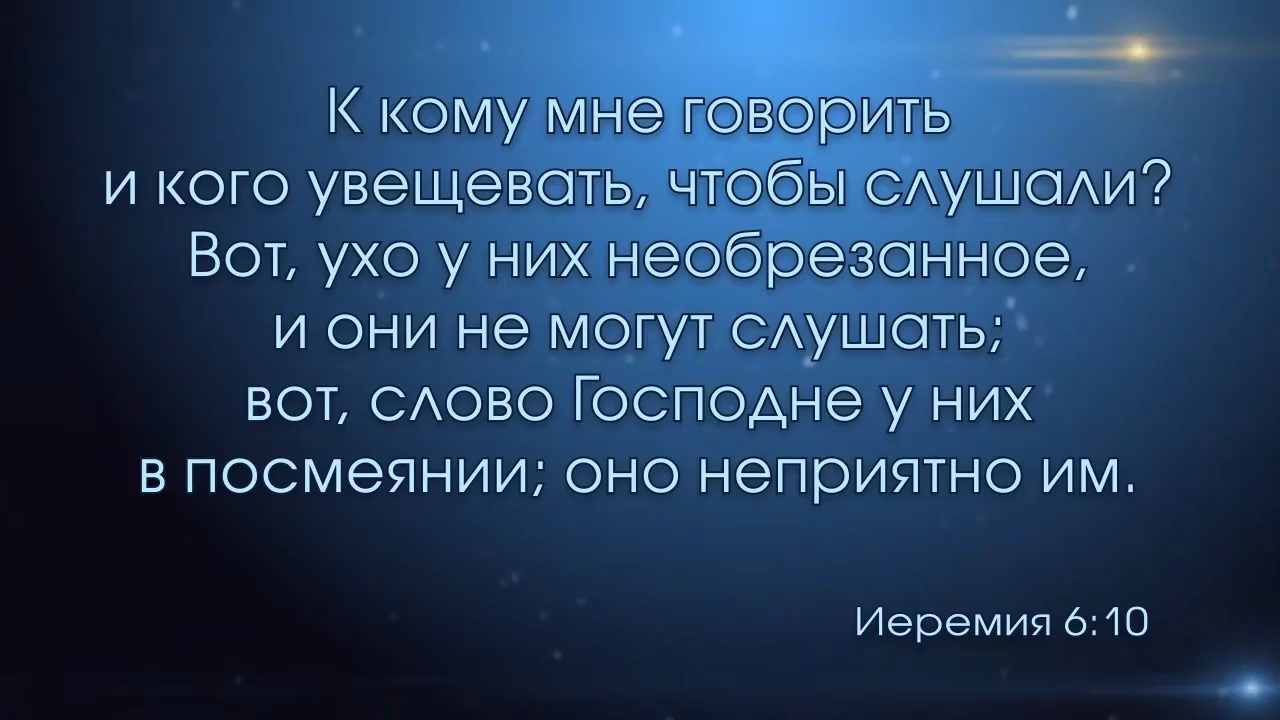 К кому мне говорить
и кого увещевать, чтобы слушали?
Вот, ухо у них необрезанное,
и они не могут слушать;
вот, слово Господне у них
в посмеянии; оно неприятно им.
Иеремия 6:10